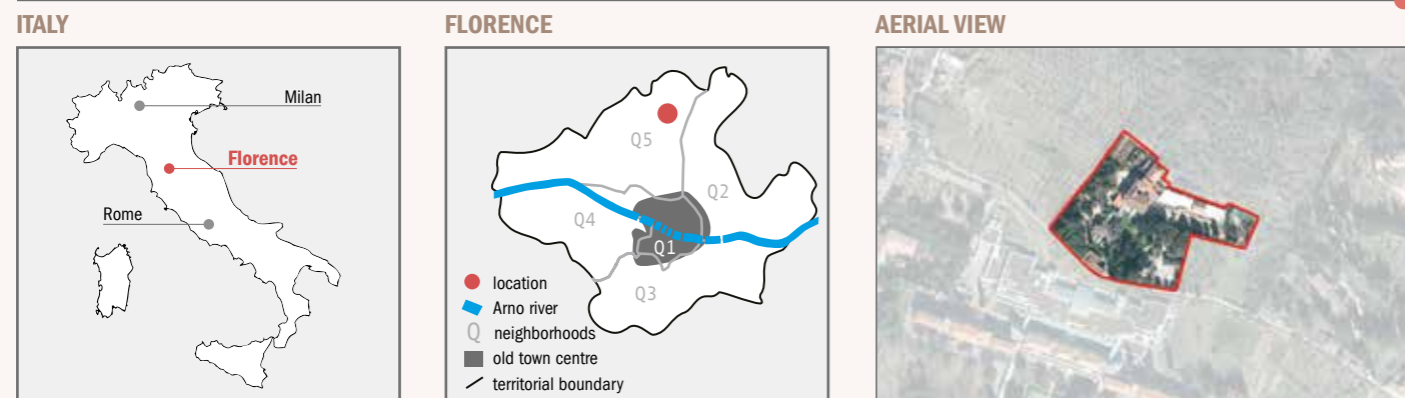 ITALY
Milan
Florence
Rome
FLORENCE
Q5
Q2
Q4
Q1
Q3
location
Arno river
Q neighborhoods
old town centre
territorial boundary
AERIAL VIEW